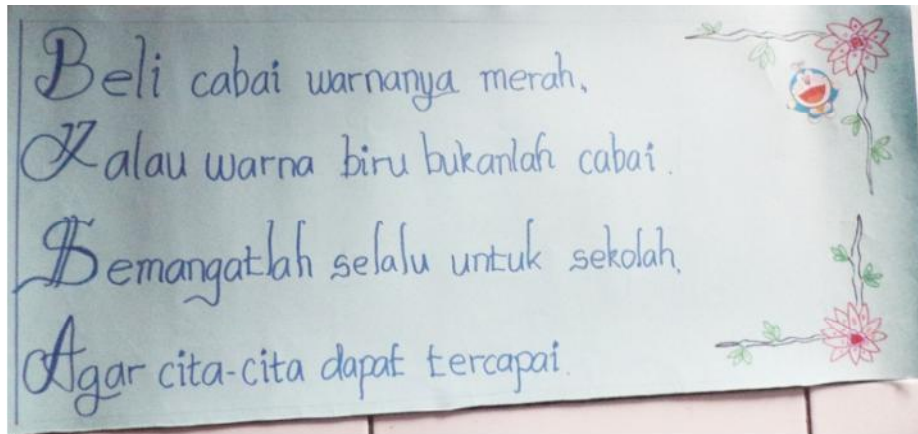 Beli cabai warnanya merah,
Kalau warna biru bukanlah cabai.
Semangatlah selalu untuk sekolah,
Agar cita-cita dapat tercapai.